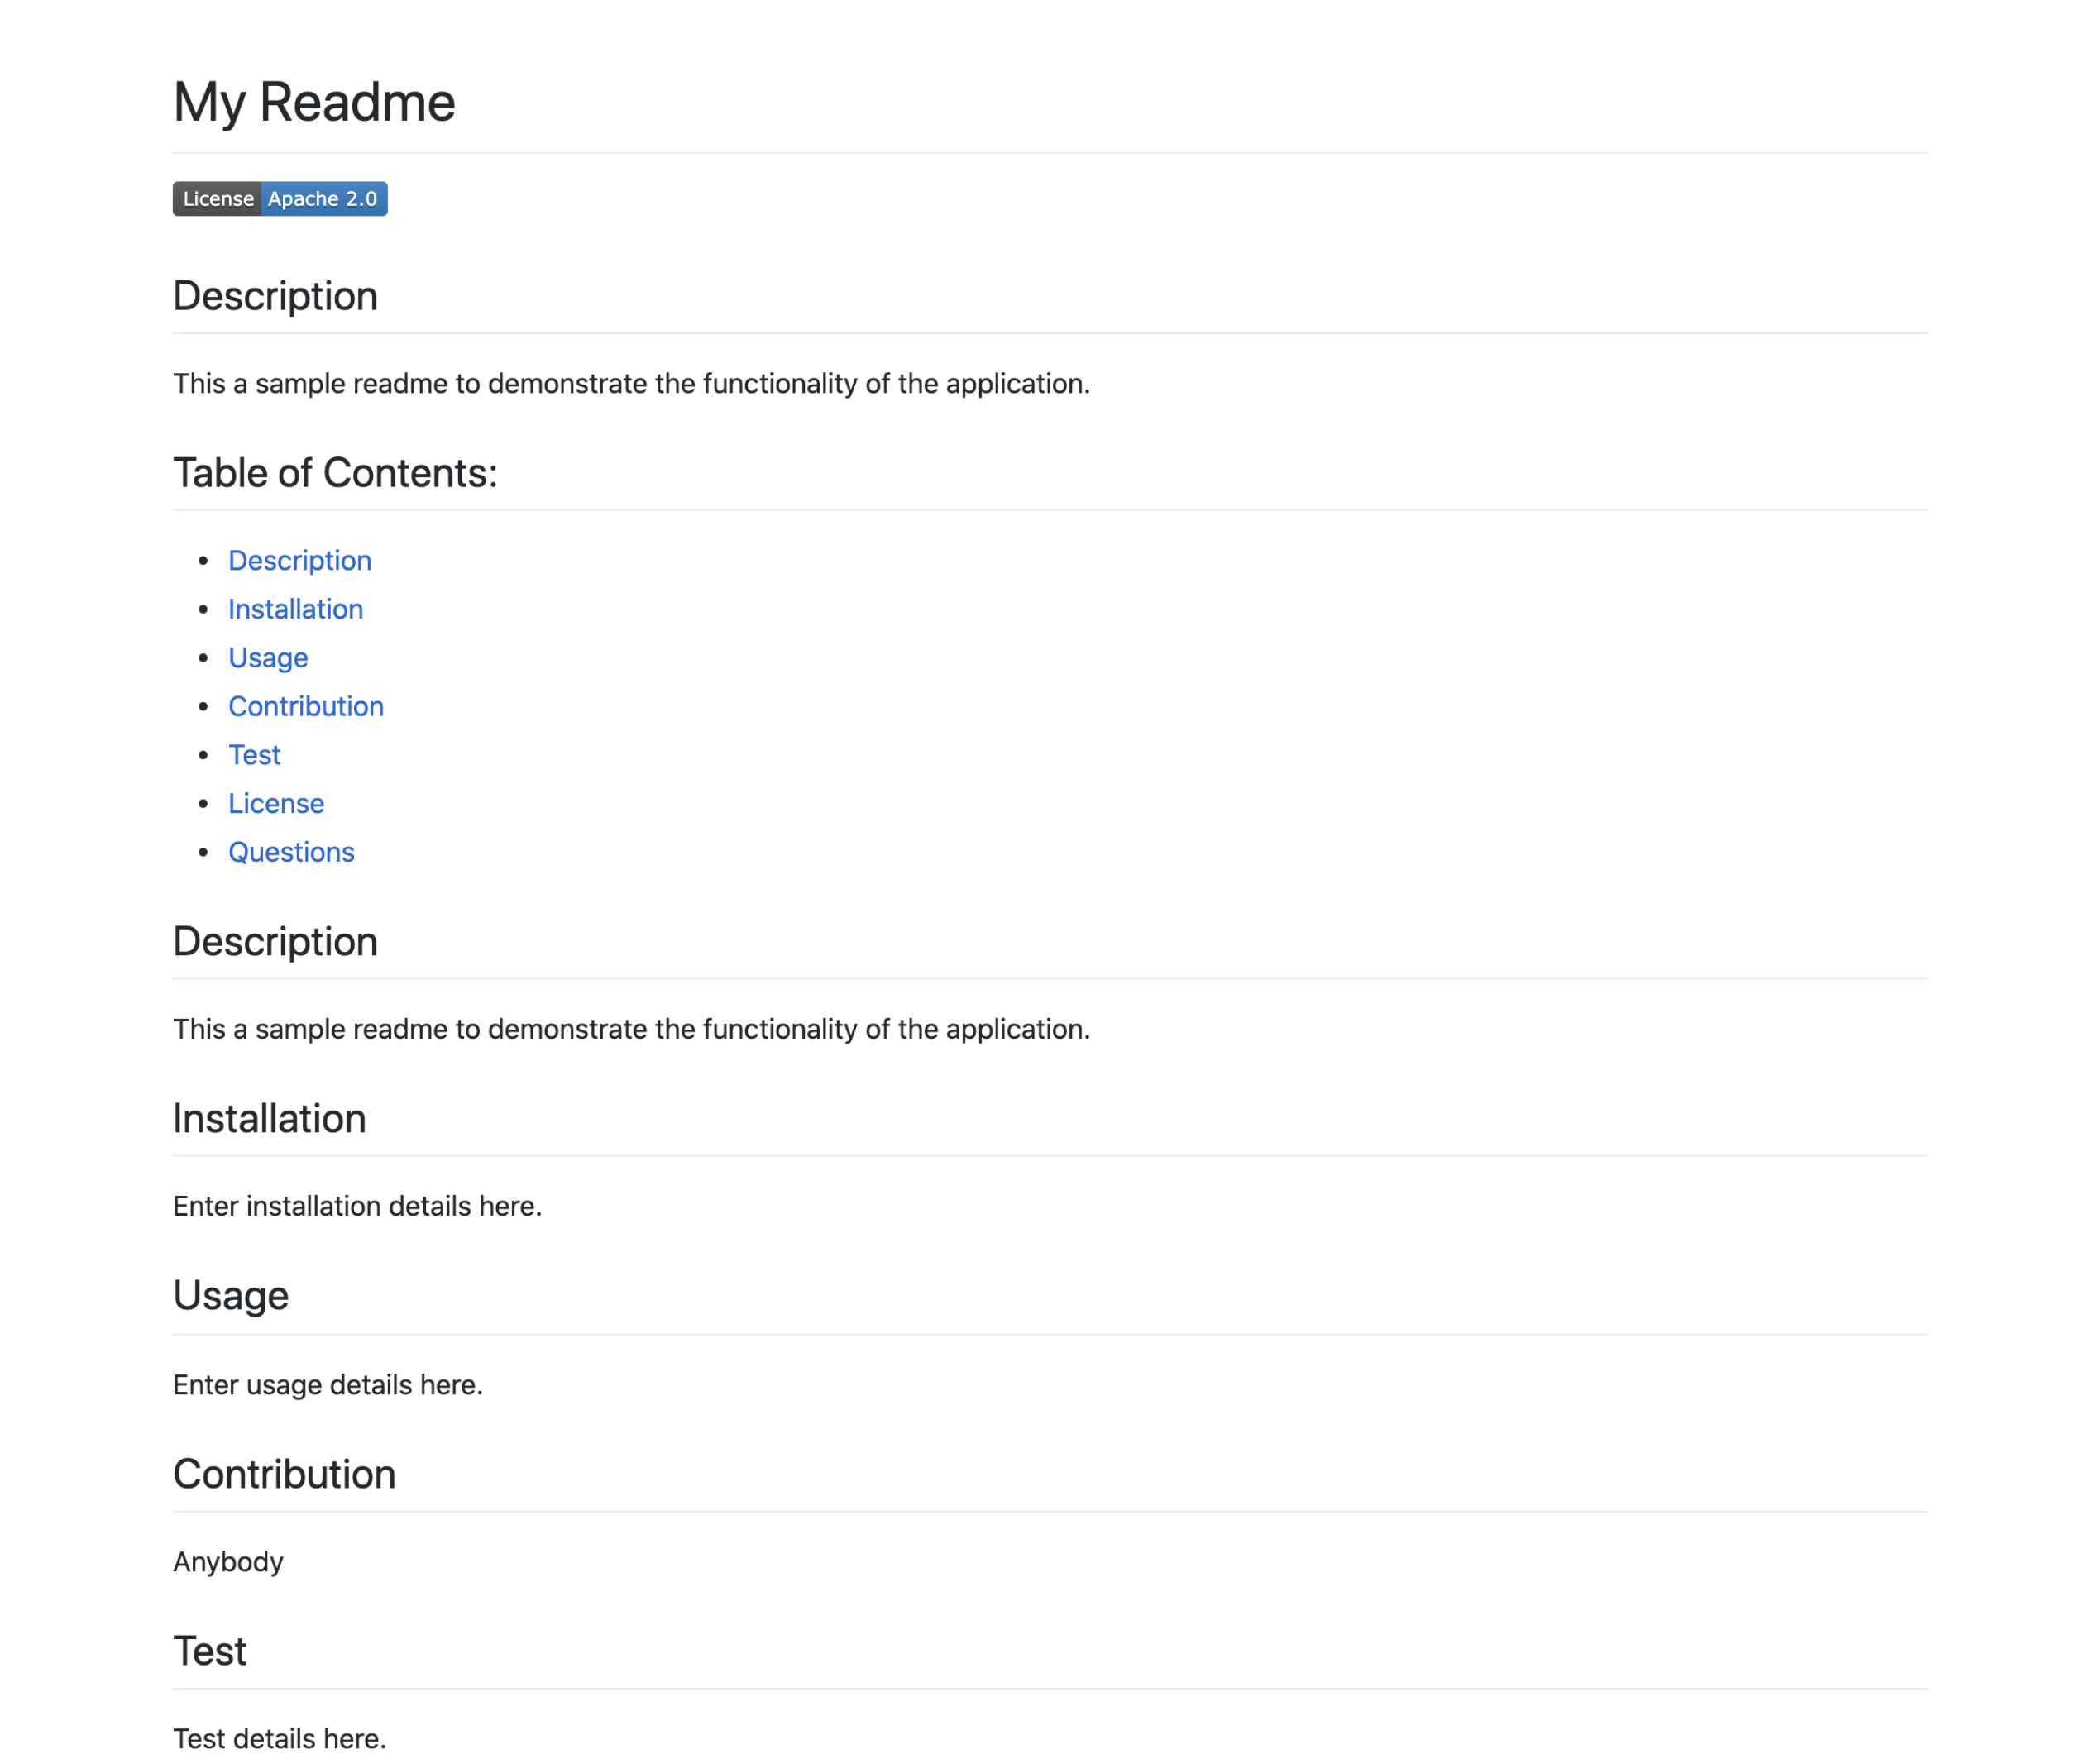 My Readme
License Apache 2.0
Description
This a sample readme to demonstrate the functionality of the application.
Table of Contents:
Description
Installation
Usage
Contribution
Test
License
Questions
Description
This a sample readme to demonstrate the functionality of the application.
Installation
Enter installation details here.
Usage
Enter usage details here.
Contribution
Anybody
Test
Test details here.